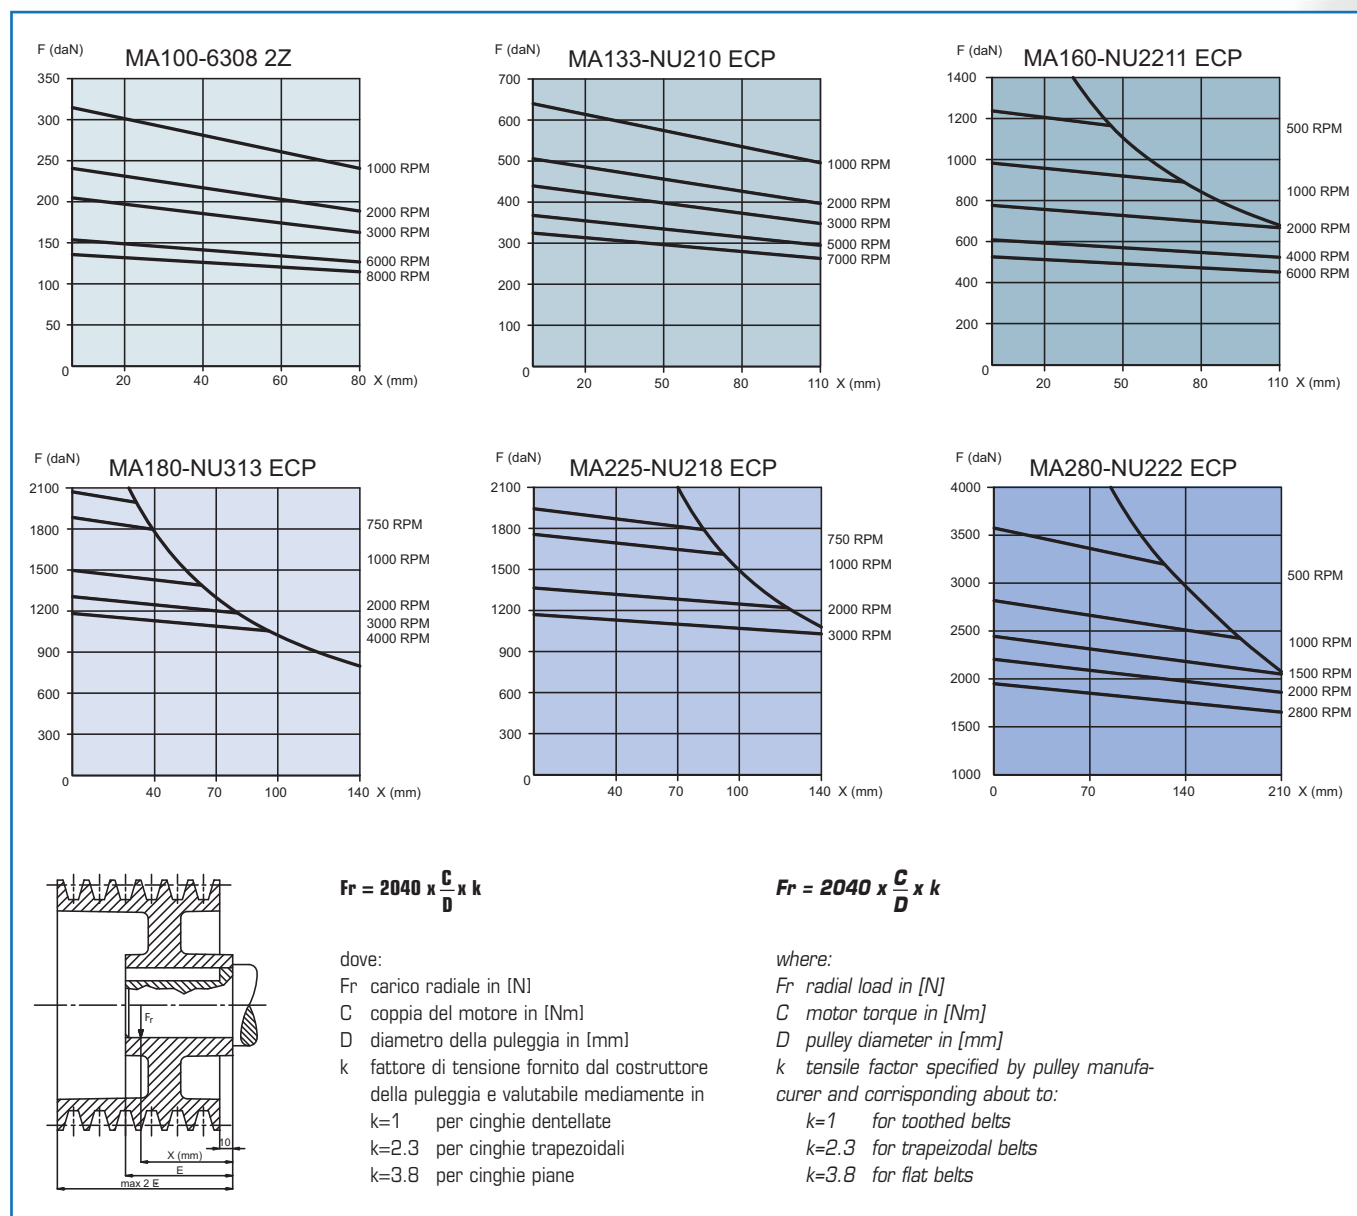 F (daN)
MA100-6308 2Z
350
300
250
200
150
100
50
0
20
40
60
80
X (mm)
1000 RPM
2000 RPM
3000 RPM
6000 RPM
8000 RPM
F (daN)
MA133-NU210 ECP
700
600
500
400
300
200
100
0
20
50
80
110
X (mm)
1000 RPM
2000 RPM
3000 RPM
5000 RPM
7000 RPM
F (daN)
MA160-NU2211 ECP
1400
1200
1000
800
600
400
200
0
20
50
80
110
X (mm)
500 RPM
1000 RPM
2000 RPM
4000 RPM
6000 RPM
F (daN)
MA180-NU313 ECP
2100
1800
1500
1200
900
600
300
0
40
70
100
140
X (mm)
750 RPM
1000 RPM
2000 RPM
3000 RPM
4000 RPM
F (daN)
MA225-NU218 ECP
2100
1800
1500
1200
900
600
300
0
40
70
100
140
X (mm)
750 RPM
1000 RPM
2000 RPM
3000 RPM
F (daN)
MA280-NU222 ECP
4000
3500
3000
2500
2000
1500
1000
0
70
140
210
X (mm)
500 RPM
1000 RPM
1500 RPM
2000 RPM
2800 RPM
Fr
10
X (mm)
E
max 2 E
Fr = 2040 x C/D x k
dove:
Fr carico radiale in [N]
C coppia del motore in [Nm]
D diametro della puleggia in [mm]
k fattore di tensione fornito dal costruttore
della puleggia e valutabile mediamente in
k=1 per cinghie dentellate
k=2.3 per cinghie trapezoidali
k=3.8 per cinghie piane
Fr = 2040 x C/D x k
where:
Fr radial load in [N]
C motor torque in [Nm]
D pulley diameter in [mm]
k tensile factor specified by pulley manufa-
curer and corrisponding about to:
k=1 for toothed belts
k=2.3 for trapeizodal belts
k=3.8 for flat belts